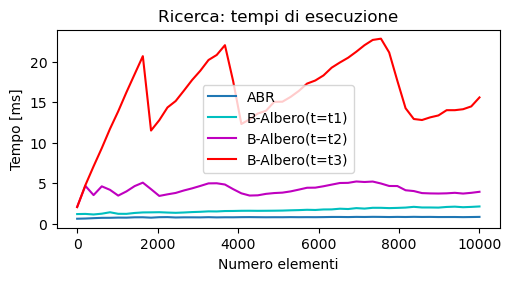 Ricerca: tempi di esecuzione
Tempo [ms]
20
15
10
5
0
ABR
B-Albero(t=t1)
B-Albero(t=t2)
B-Albero(t=t3)
0 2000 4000 6000 8000 10000
Numero elementi